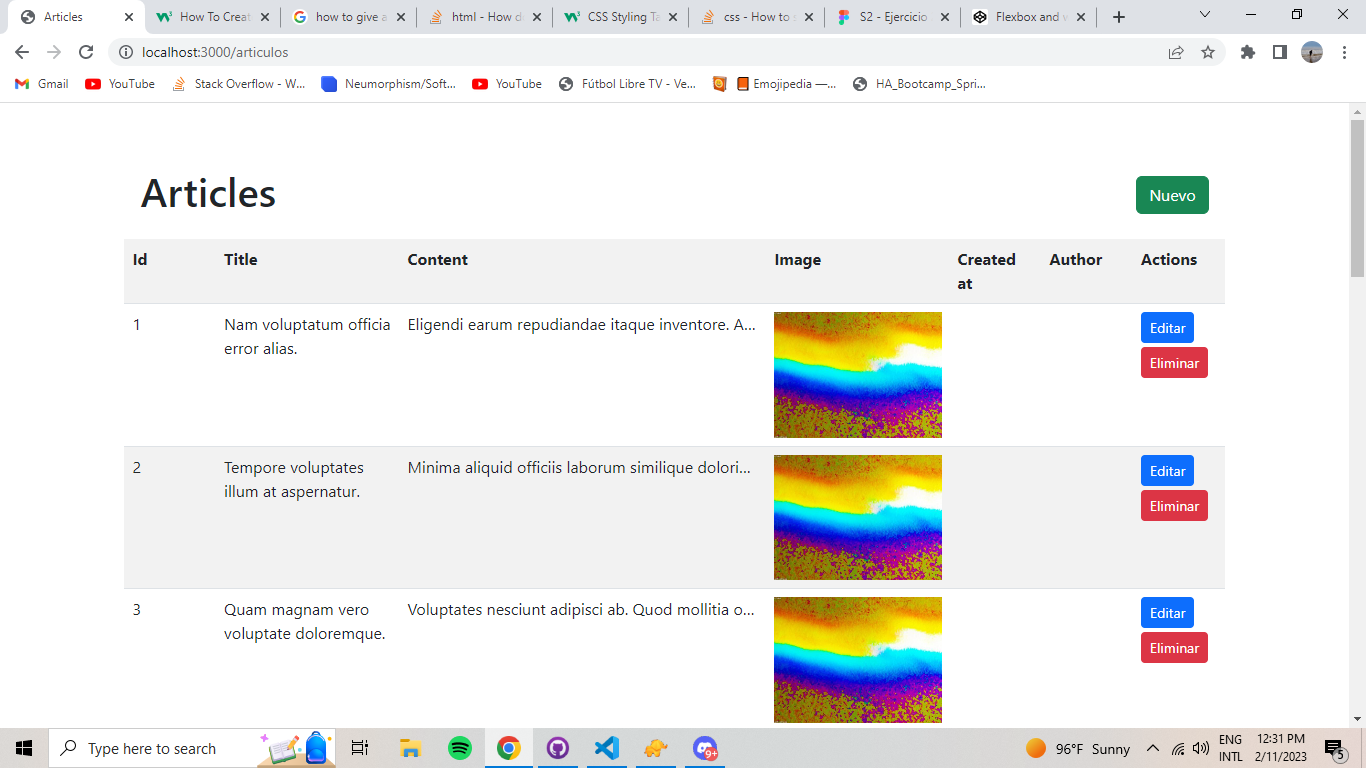 Articles
How To Creat
how to give a
html - How d
CSS Styling Ta
css - How to s
S2 - Ejercicio
Flexbox and w
localhost:3000/articulos
Gmail
YouTube
Stack Overflow - W...
Neumorphism/Soft...
YouTube
Fútbol Libre TV - Ve...
Emojipedia —...
HA_Bootcamp_Spri...
Articles
Nuevo
Id Title Content Image Created Author Actions
at
1 Nam voluptatum officia Eligendi earum repudiandae itaque inventore. A... Editar
error alias.
Eliminar
2 Tempore voluptates Minima aliquid officiis laborum similique dolori... Editar
illum at aspernatur.
Eliminar
3 Quam magnam vero Voluptates nesciunt adipisci ab. Quod mollitia o... Editar
voluptate doloremque.
Eliminar
Type here to search
9+
96°F Sunny
ENG
INTL
12:31 PM
2/11/2023
5